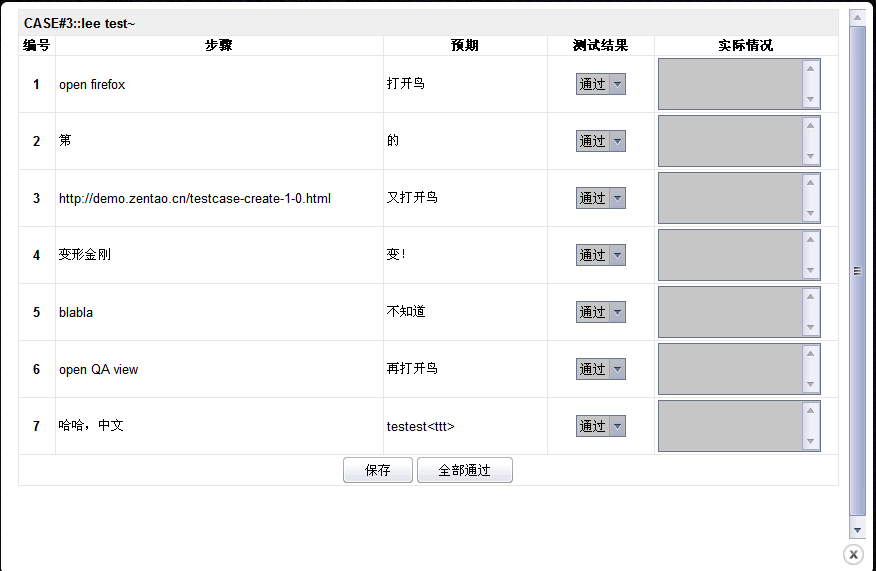 CASE#3::lee test~
编号 步骤 预期 测试结果 实际情况
1 open firefox 打开鸟 通过
2 第 的 通过
3 http://demo.zentao.cn/testcase-create-1-0.html 又打开鸟 通过
4 变形金刚 变! 通过
5 blabla 不知道 通过
6 open QA view 再打开鸟 通过
7 哈哈，中文 testest<ttt> 通过
保存 全部通过